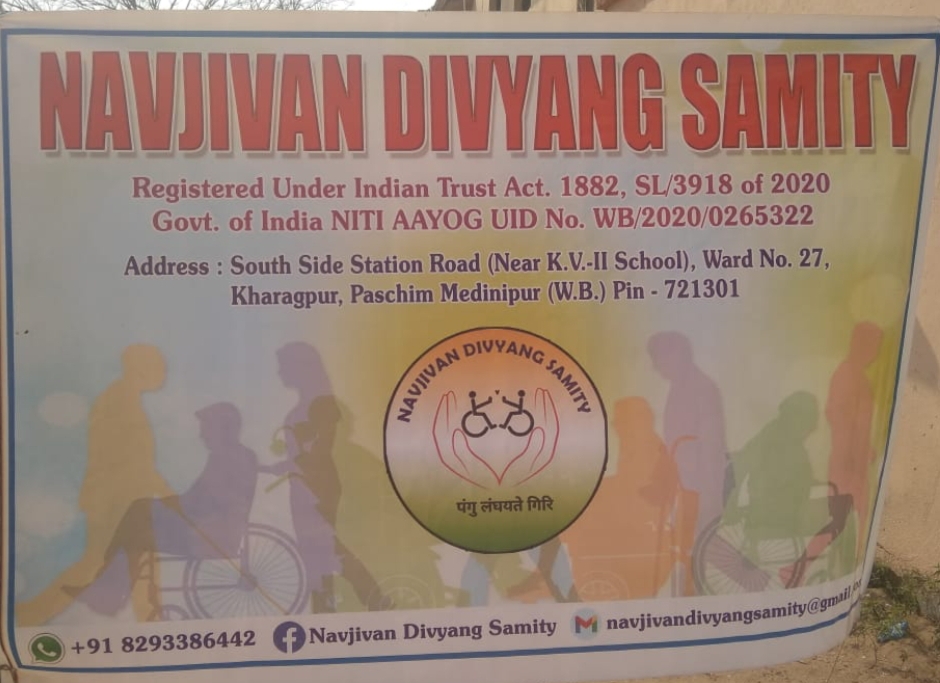 NAVJIVAN DIVYANG SAMITY
Registered Under Indian Trust Act. 1882, SL/3918 of 2020
Govt. of India NITI AAYOG UID No. WB/2020/0265322
Address : South Side Station Road (Near K.V.-II School), Ward No. 27,
Kharagpur, Paschim Medinipur (W.B.) Pin - 721301
NAVJIVAN DIVYANG SAMITY
पंगु लंघयते गिरि
+91 8293386442 Navjivan Divyang Samity navjivandivyangsamity@gmail